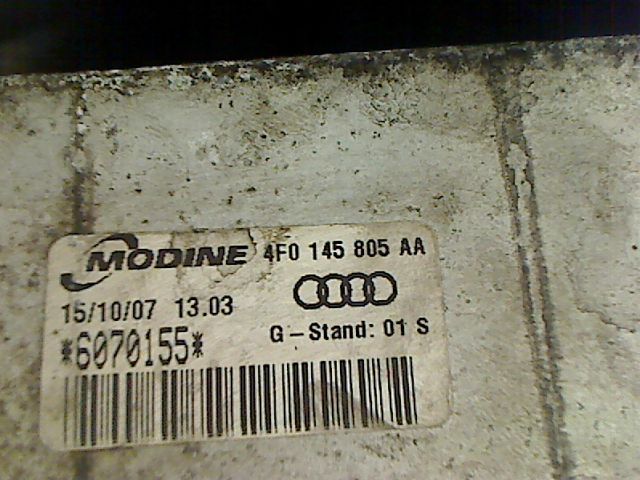 MODINE 4F0 145 805 AA
15/10/07 13.03
*6070155*
G-Stand: 01 S